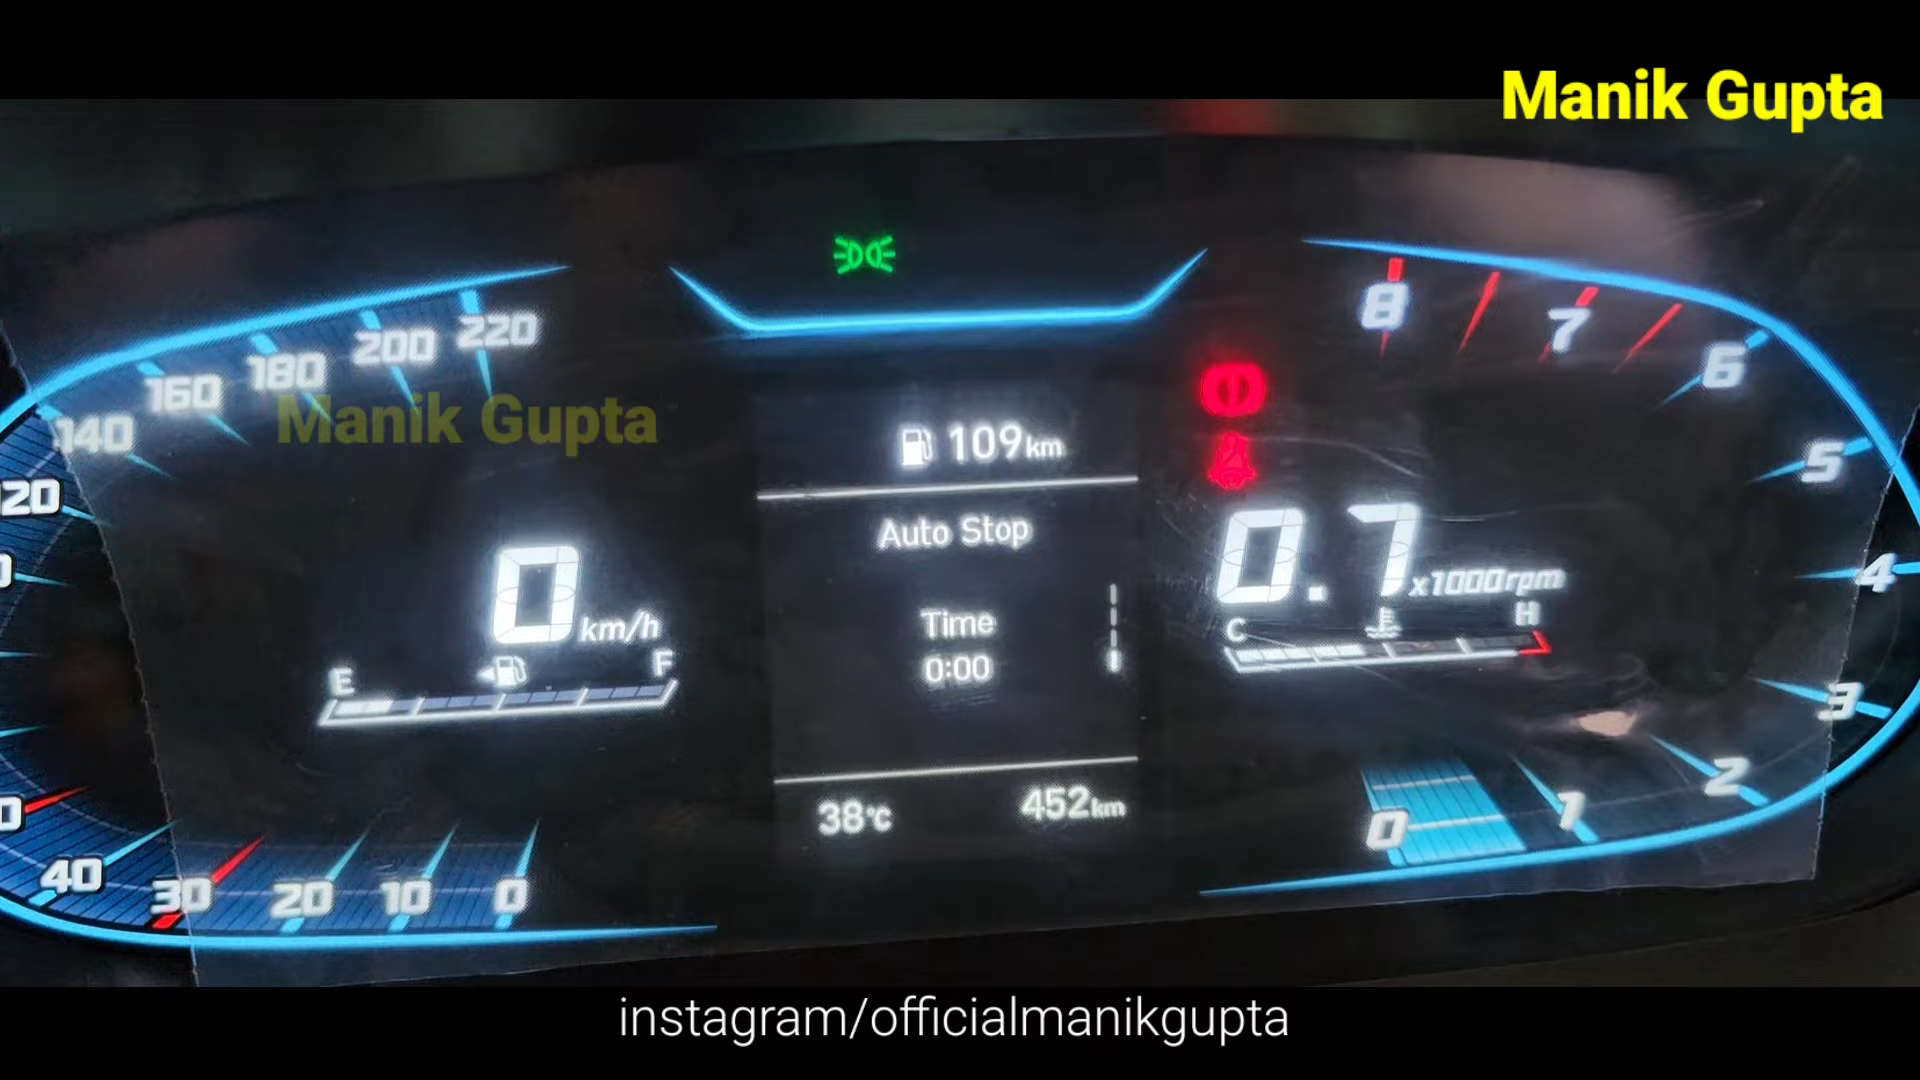 Manik Gupta
220
200
180
160
140
Manik Gupta
8
7
6
5
4
3
2
1
0
109km
Auto Stop
Time
0:00
38°C
452km
0 km/h
E
F
0.7 x1000rpm
C
H
40
30
20
10
0
instagram/officialmanikgupta